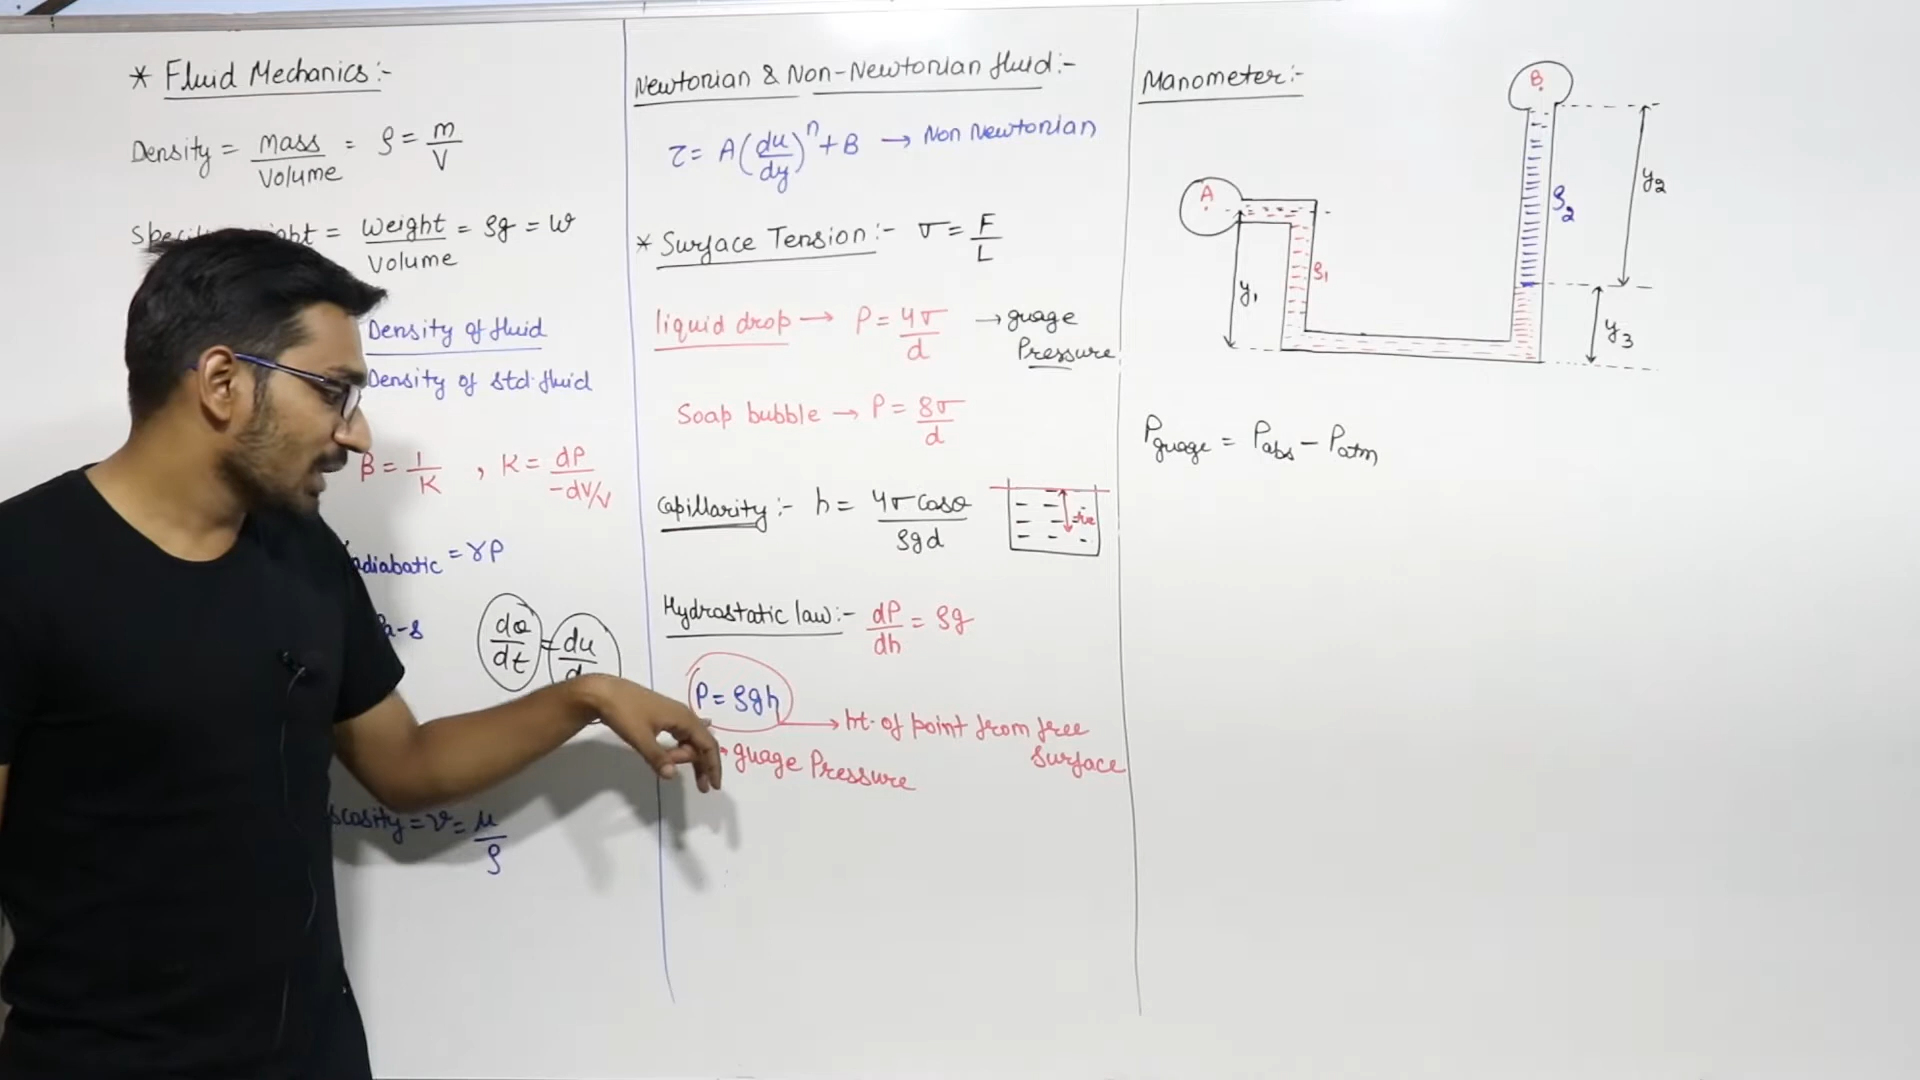 * Fluid Mechanics:-
Density = mass/Volume = ρ = m/V
= weight/Volume = ρg = w
Density of fluid
Density of std. fluid
β = 1/K , K = dP/-dV/V
adiabatic = γP
a-s
dθ/dt = du/d
scosity = ν = μ/ρ
Newtonian & Non-Newtonian fluid:-
τ = A(du/dy)^n + B → Non Newtonian
* Surface Tension:- σ = F/L
liquid drop → P = 4σ/d → guage Pressure
Soap bubble → P = 8σ/d
Capillarity:- h = 4σ cosθ/ρgd
Hydrostatic law:- dP/dh = ρg
P = ρgh
→ ht. of point from free
Surface
guage Pressure
Manometer:-
B
y2
ρ2
A
ρ1
y1
y3
Pguage = Pabs - Patm